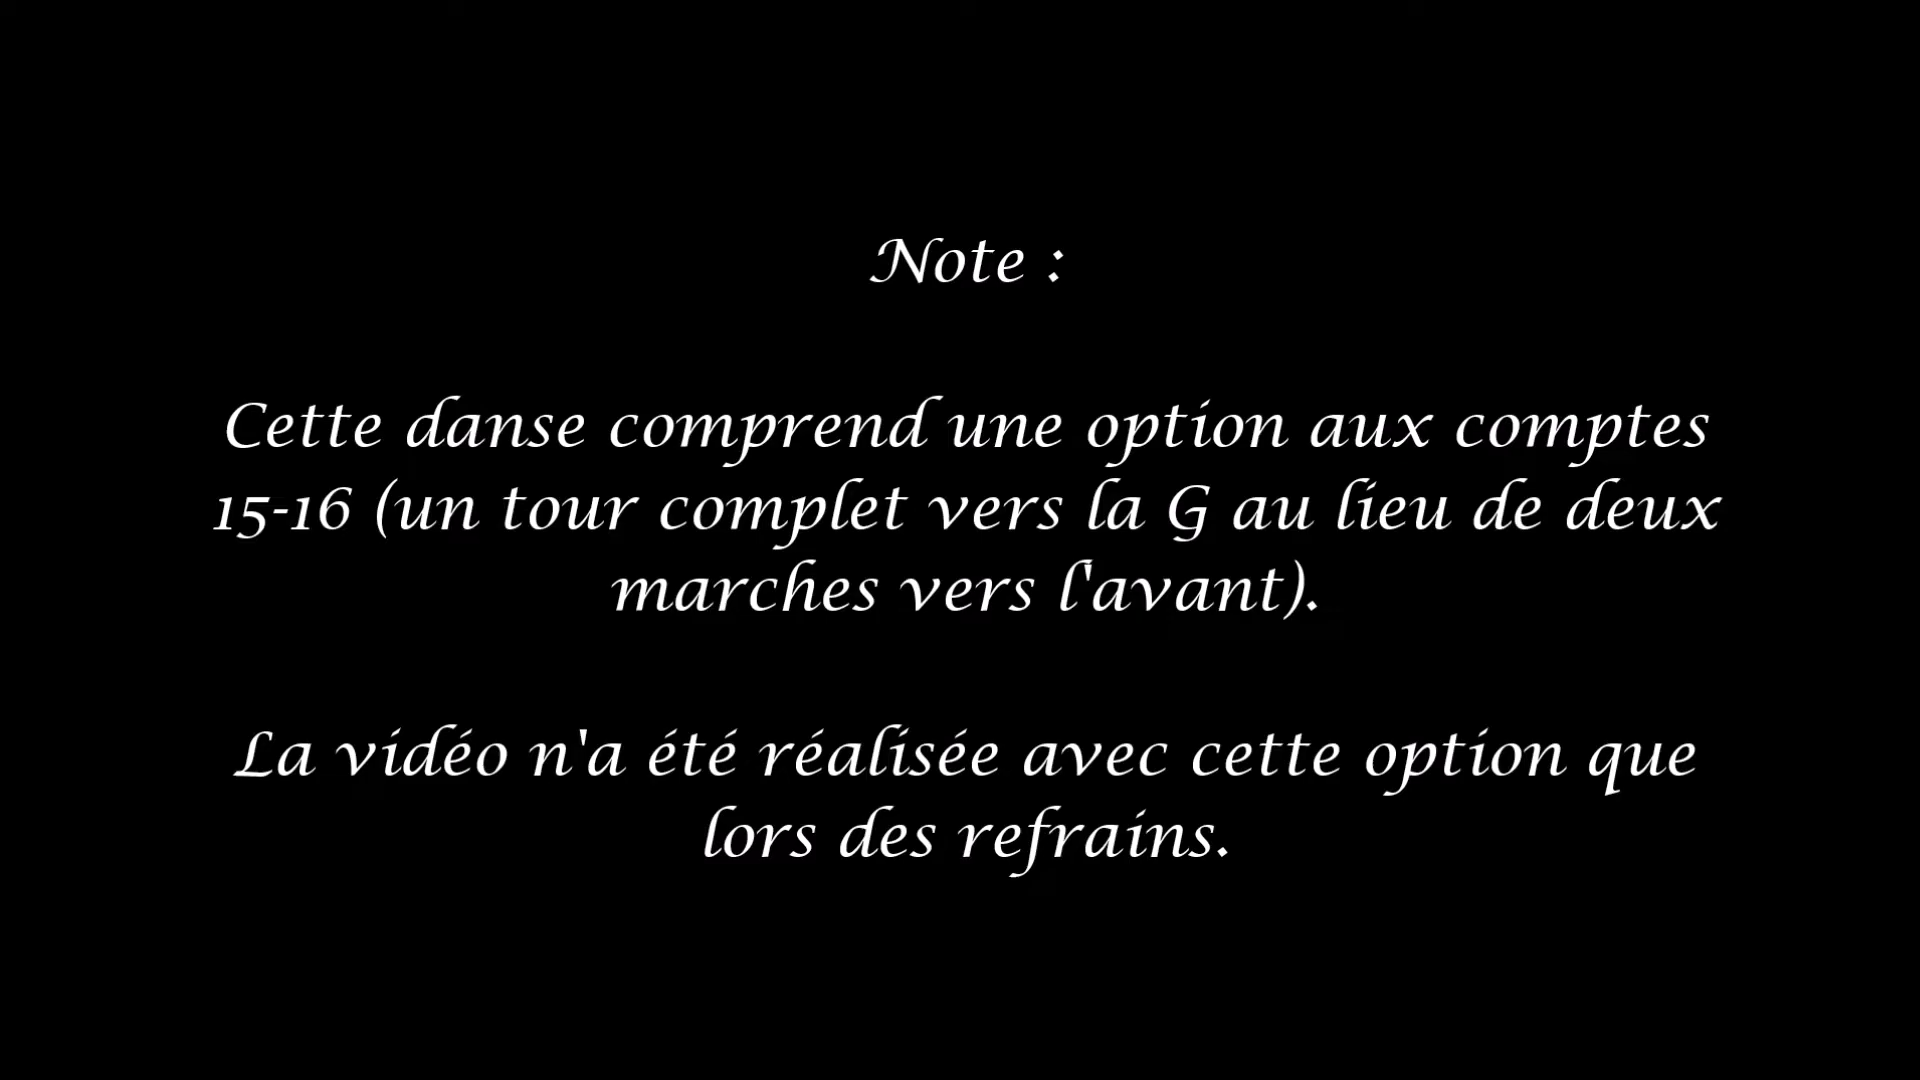 Note :
Cette danse comprend une option aux comptes
15-16 (un tour complet vers la G au lieu de deux
marches vers l'avant).
La vidéo n'a été réalisée avec cette option que
lors des refrains.